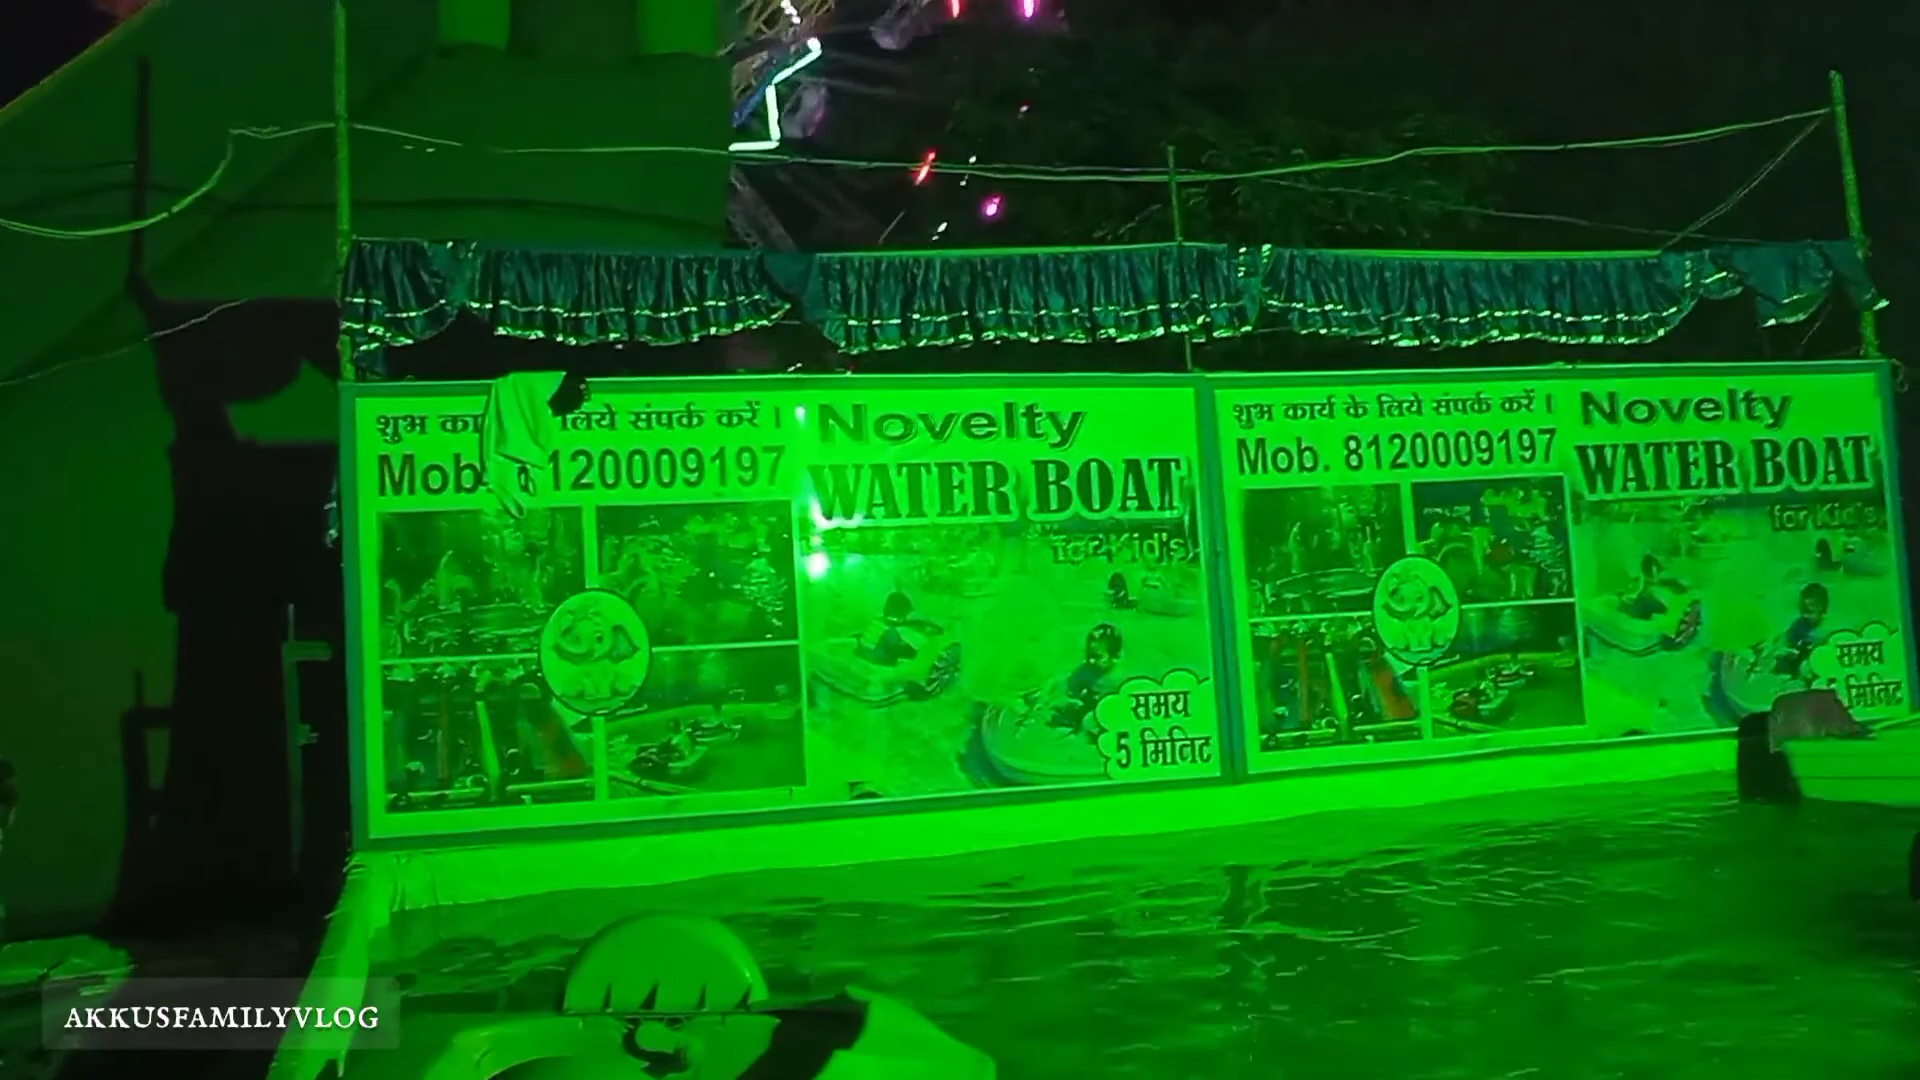 शुभ का लिये संपर्क करें ।
Mob. 8120009197
Novelty
WATER BOAT
for Kid's
समय
5 मिनिट
शुभ कार्य के लिये संपर्क करें ।
Mob. 8120009197
Novelty
WATER BOAT
for Kid's
समय
5 मिनिट
AKKUSFAMILYVLOG